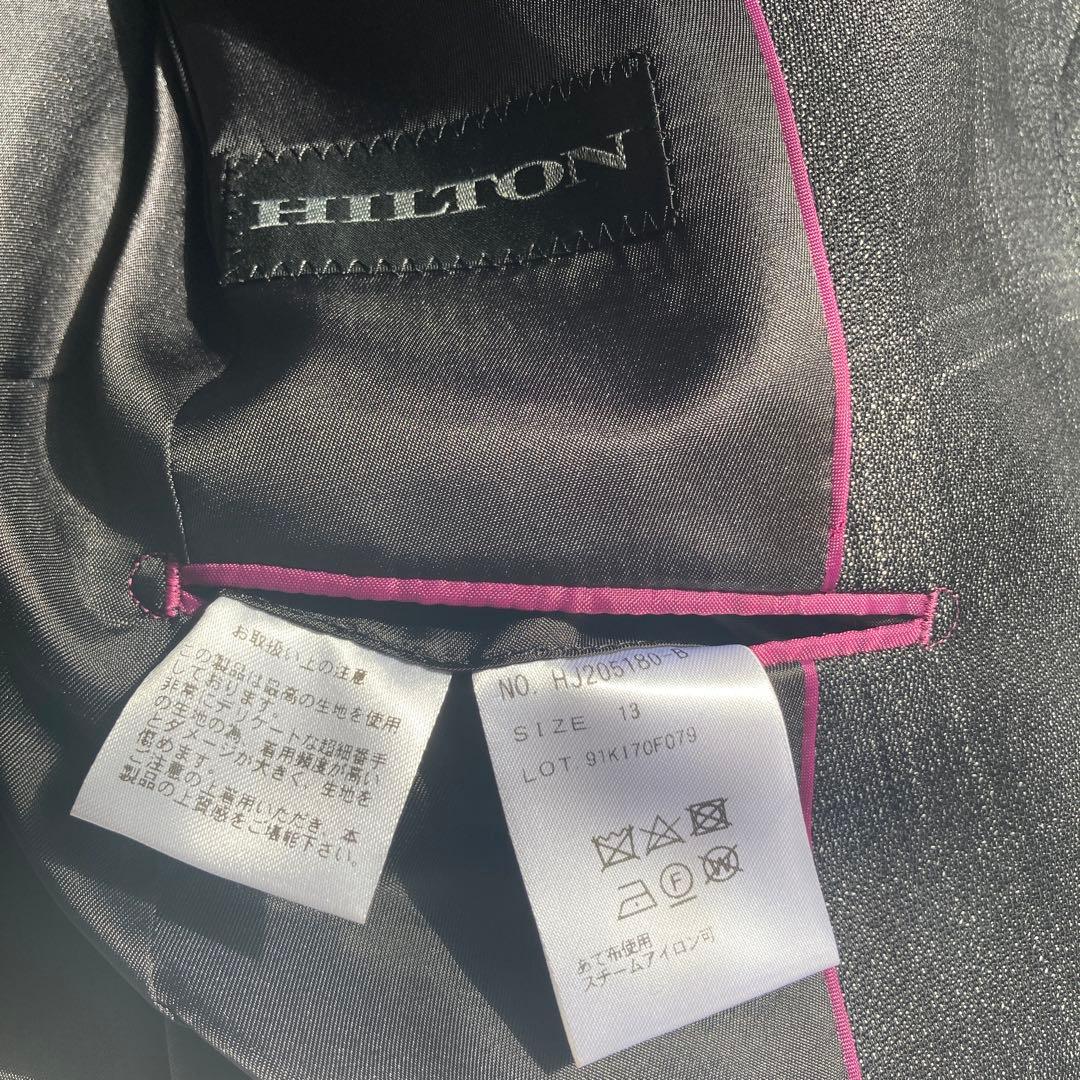 HILTON
お取扱い上の注意
この製品は最高の生地を使用
しております。
非常にデリケートな超細番手
の生地の為、着用頻度が高い
とダメージが大きく、生地を
傷めます。
ご注意の上着用いただき、本
製品の上質感をご堪能下さい。
NO. HJ205180-B
SIZE 13
LOT 91KI70F079
F W
あて布使用
スチームアイロン可